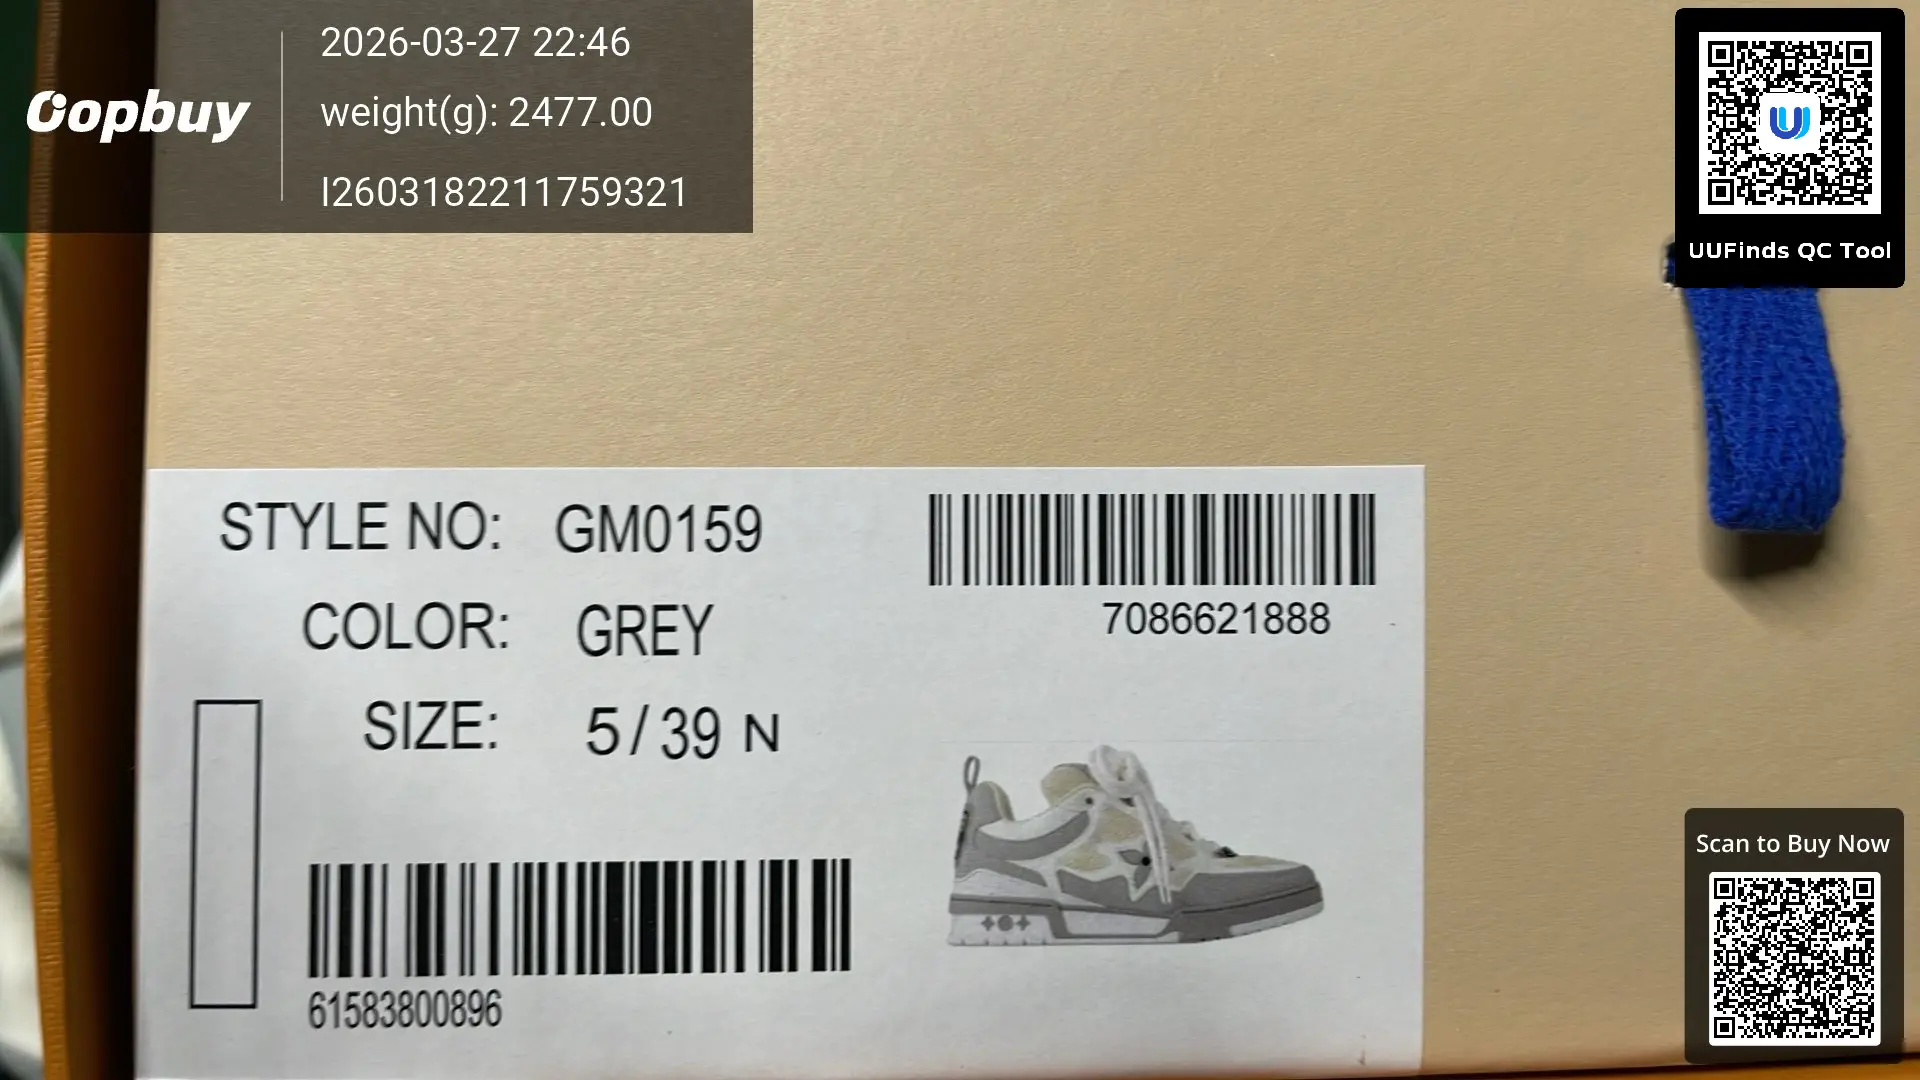 Oopbuy
2026-03-27 22:46
weight(g): 2477.00
I2603182211759321
UUFinds QC Tool
STYLE NO: GM0159
COLOR: GREY
SIZE: 5/39 N
7086621888
61583800896
Scan to Buy Now